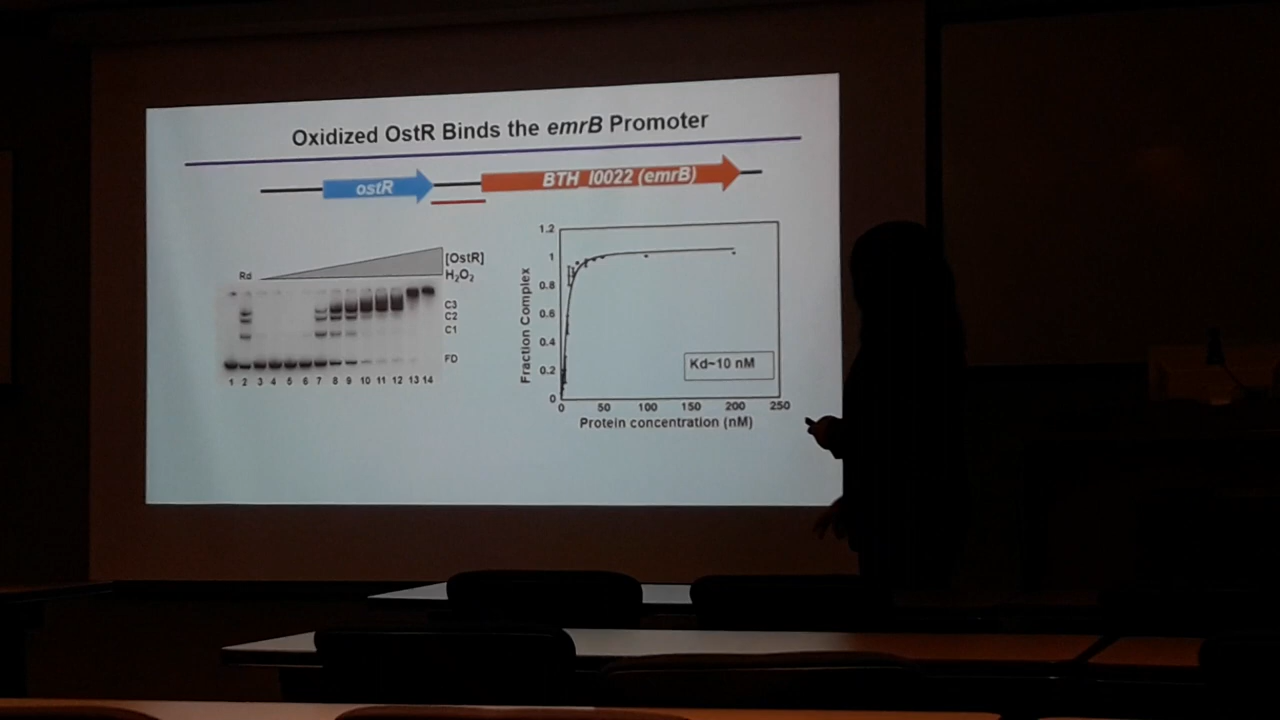 Oxidized OstR Binds the emrB Promoter
ostR
BTH_I0022 (emrB)
[OstR]
Rd
H₂O₂
C3
C2
C1
FD
1 2 3 4 5 6 7 8 9 10 11 12 13 14
Fraction Complex
1.2
1
0.8
0.6
0.4
0.2
0
Kd~10 nM
0 50 100 150 200 250
Protein concentration (nM)